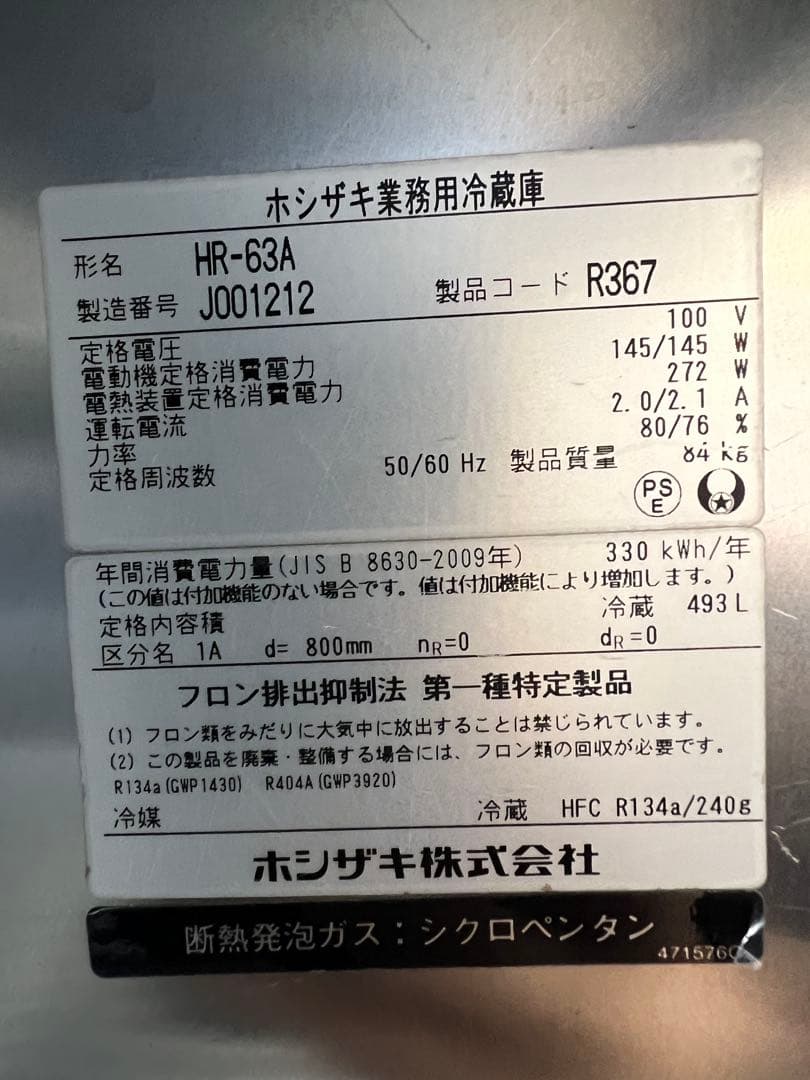 ホシザキ業務用冷蔵庫
形名 HR-63A
製造番号 J001212 製品コード R367
定格電圧 100 V
電動機定格消費電力 145/145 W
電熱装置定格消費電力 272 W
運転電流 2.0/2.1 A
力率 80/76 %
定格周波数 50/60 Hz 製品質量 84 kg
PS
E
年間消費電力量(JIS B 8630-2009年) 330 kWh/年
(この値は付加機能のない場合です。値は付加機能により増加します。)
定格内容積 冷蔵 493 L
区分名 1A d= 800mm nR=0 dR=0
フロン排出抑制法 第一種特定製品
(1) フロン類をみだりに大気中に放出することは禁じられています。
(2) この製品を廃棄・整備する場合には、フロン類の回収が必要です。
R134a(GWP1430) R404A(GWP3920)
冷媒 冷蔵 HFC R134a/240g
ホシザキ株式会社
断熱発泡ガス：シクロペンタン